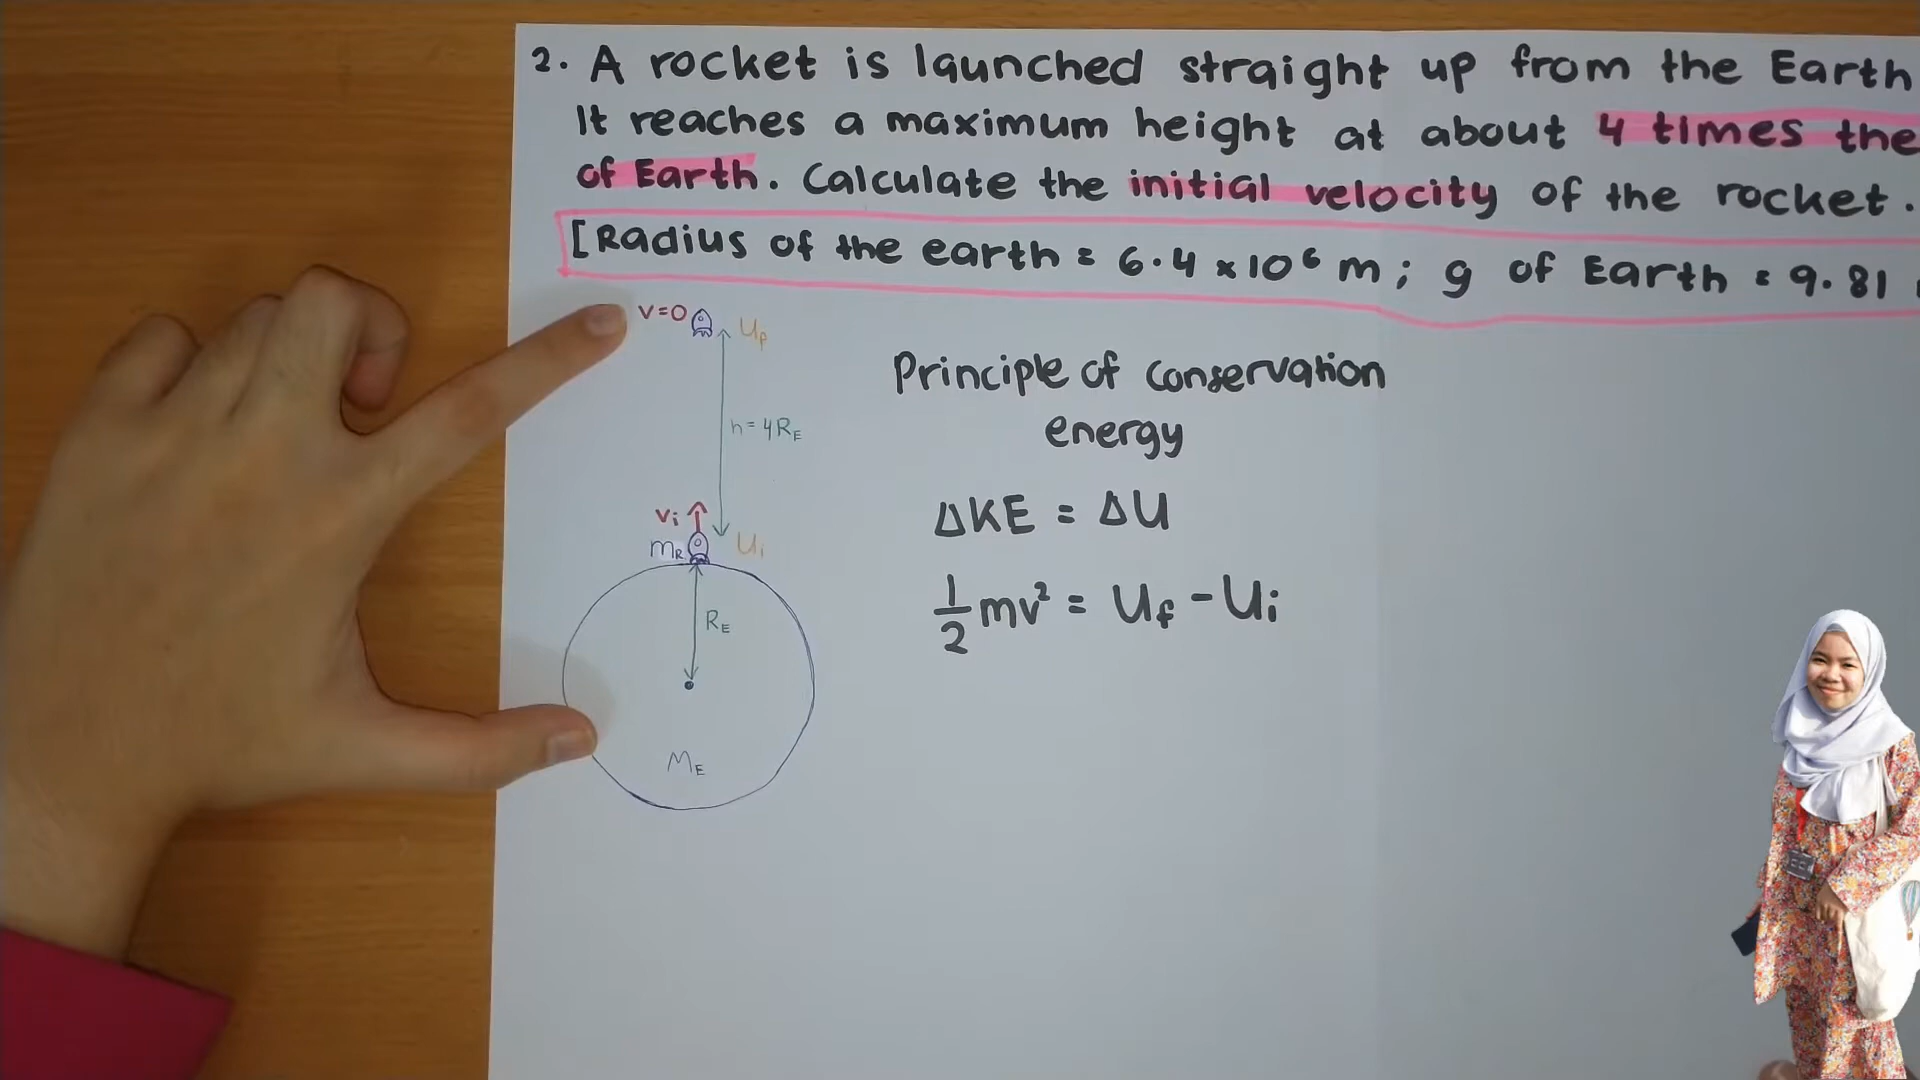 2. A rocket is launched straight up from the Earth
It reaches a maximum height at about 4 times the
of Earth. Calculate the initial velocity of the rocket.
[Radius of the earth = 6.4 × 10⁶ m ; g of Earth = 9.81
v=0
Uf
h = 4RE
vi
mR
Ui
RE
ME
Principle of conservation
energy
ΔKE = ΔU
1/2 mv² = Uf - Ui